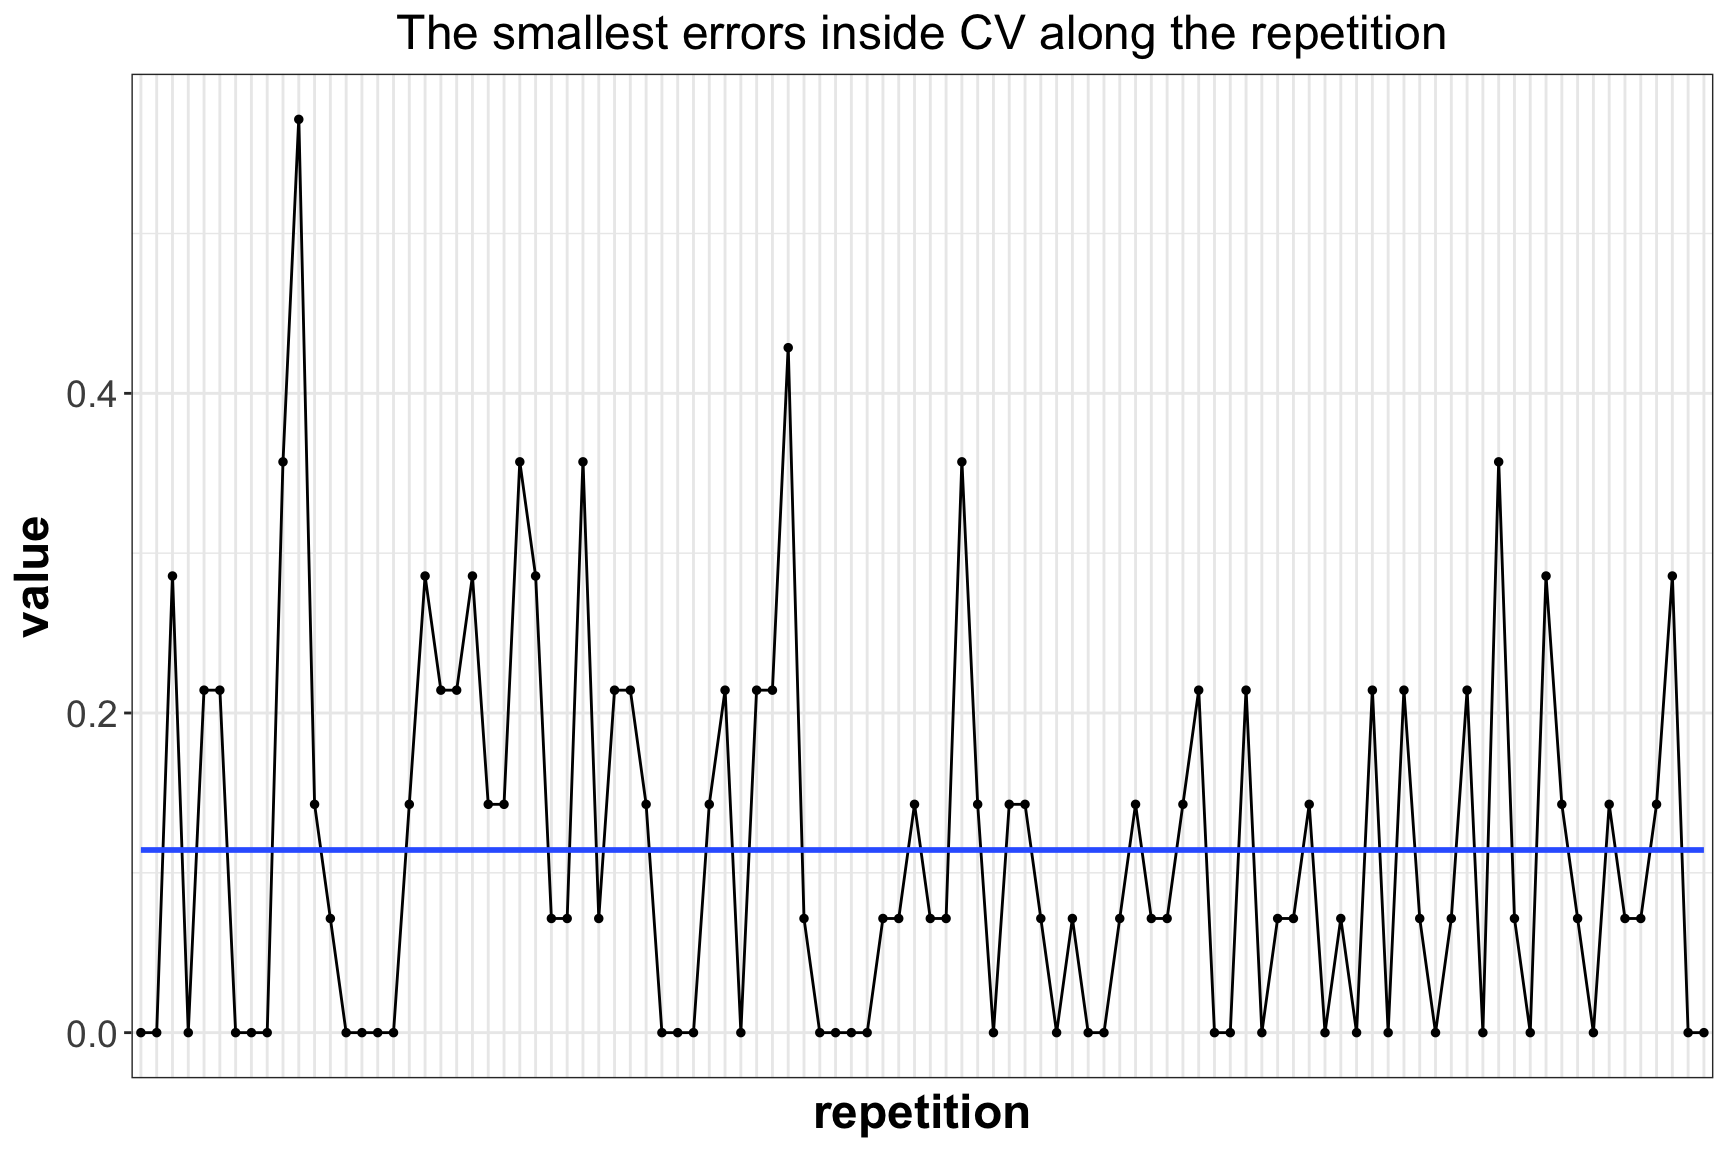 The smallest errors inside CV along the repetition
value
0.4
0.2
0.0
repetition